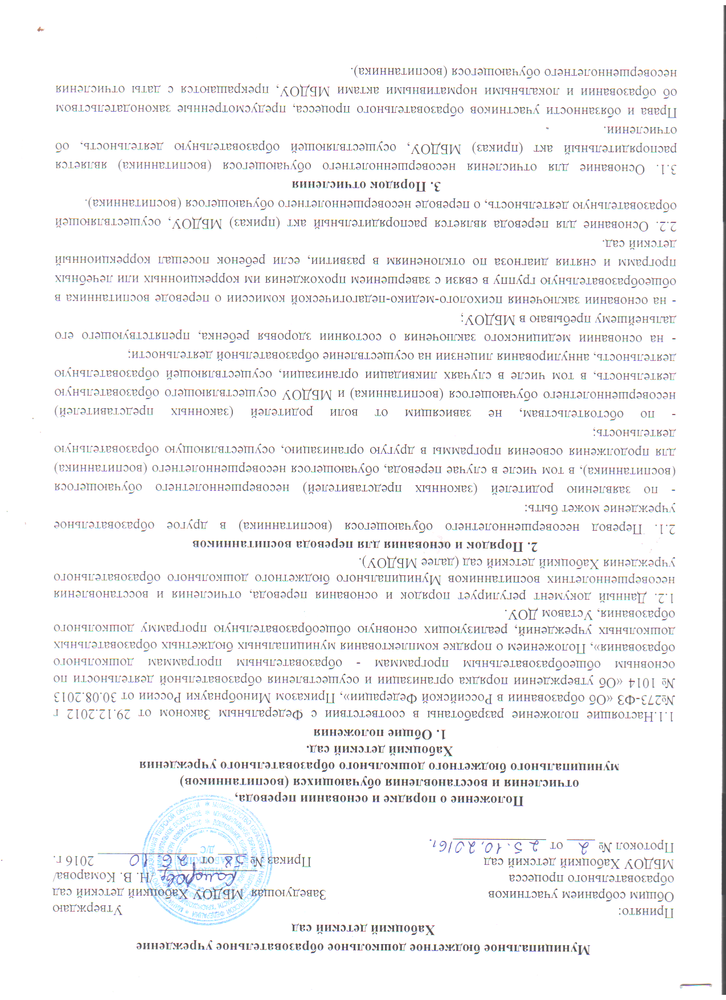 Муниципальное бюджетное дошкольное образовательное учреждение
Хабоцкий детский сад
Принято: Утверждаю
Общим собранием участников Заведующая МБДОУ Хабоцкий детский сад
образовательного процесса Комарова /Н. В. Комарова/
МБДОУ Хабоцкий детский сад Приказ № 58 от 26 10 2016 г.
Протокол № 2 от 25.10.2016г.
Положение о порядке и основании перевода,
отчисления и восстановления обучающихся (воспитанников)
муниципального бюджетного дошкольного образовательного учреждения
Хабоцкий детский сад.
1. Общие положения
1.1.Настоящие положение разработаны в соответствии с Федеральным Законом от 29.12.2012 г
№273-ФЗ «Об образовании в Российской Федерации», Приказом Минобрнауки России от 30.08.2013
№ 1014 «Об утверждении порядка организации и осуществления образовательной деятельности по
основным общеобразовательным программам - образовательным программам дошкольного
образования», Положением о порядке комплектования муниципальных бюджетных образовательных
дошкольных учреждений, реализующих основную общеобразовательную программу дошкольного
образования, Уставом ДОУ.
1.2. Данный документ регулирует порядок и основания перевода, отчисления и восстановления
несовершеннолетних воспитанников Муниципального бюджетного дошкольного образовательного
учреждения Хабоцкий детский сад (далее МБДОУ).
2. Порядок и основания для перевода воспитанников
2.1. Перевод несовершеннолетнего обучающегося (воспитанника) в другое образовательное
учреждение может быть:
- по заявлению родителей (законных представителей) несовершеннолетнего обучающегося
(воспитанника), в том числе в случае перевода, обучающегося несовершеннолетнего (воспитанника)
для продолжения освоения программы в другую организацию, осуществляющую образовательную
деятельность;
- по обстоятельствам, не зависящим от воли родителей (законных представителей)
несовершеннолетнего обучающегося (воспитанника) и МБДОУ осуществляющего образовательную
деятельность, в том числе в случаях ликвидации организации, осуществляющей образовательную
деятельность, аннулирования лицензии на осуществление образовательной деятельности;
- на основании медицинского заключения о состоянии здоровья ребенка, препятствующего его
дальнейшему пребываю в МБДОУ;
- на основании заключения психолого-медико-педагогической комиссии о переводе воспитанника в
общеобразовательную группу в связи с завершением прохождения им коррекционных или лечебных
программ и снятия диагноза по отклонениям в развитии, если ребенок посещал коррекционный
детский сад.
2.2. Основание для перевода является распорядительный акт (приказ) МБДОУ, осуществляющей
образовательную деятельность, о переводе несовершеннолетнего обучающегося (воспитанника).
3. Порядок отчисления
3.1. Основание для отчисления несовершеннолетнего обучающегося (воспитанника) является
распорядительный акт (приказ) МБДОУ, осуществляющей образовательную деятельность, об
отчислении.
Права и обязанности участников образовательного процесса, предусмотренные законодательством
об образовании и локальными нормативными актами МБДОУ, прекращаются с даты отчисления
несовершеннолетнего обучающегося (воспитанника).